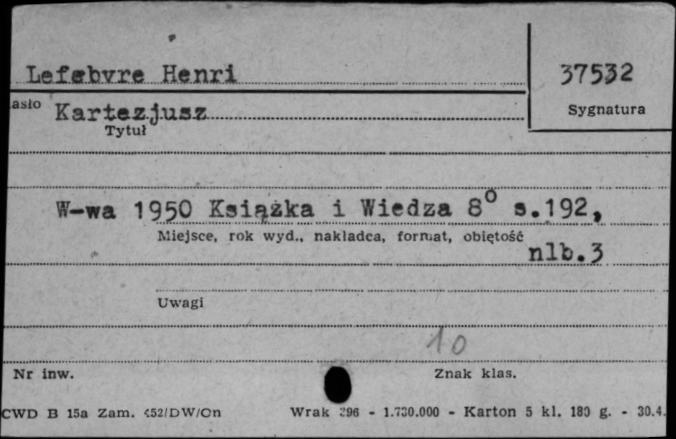 Lefebvre Henri
37532
asło Kartezjusz
Sygnatura
Tytuł
W-wa 1950 Książka i Wiedza 8° s.192,
Miejsce, rok wyd., nakładca, format, objętość
nlb.3
Uwagi
10
Nr inw.
Znak klas.
CWD B 15a Zam. 452/DW/On Wrak 296 - 1.730.000 - Karton 5 kl. 180 g. - 30.4.